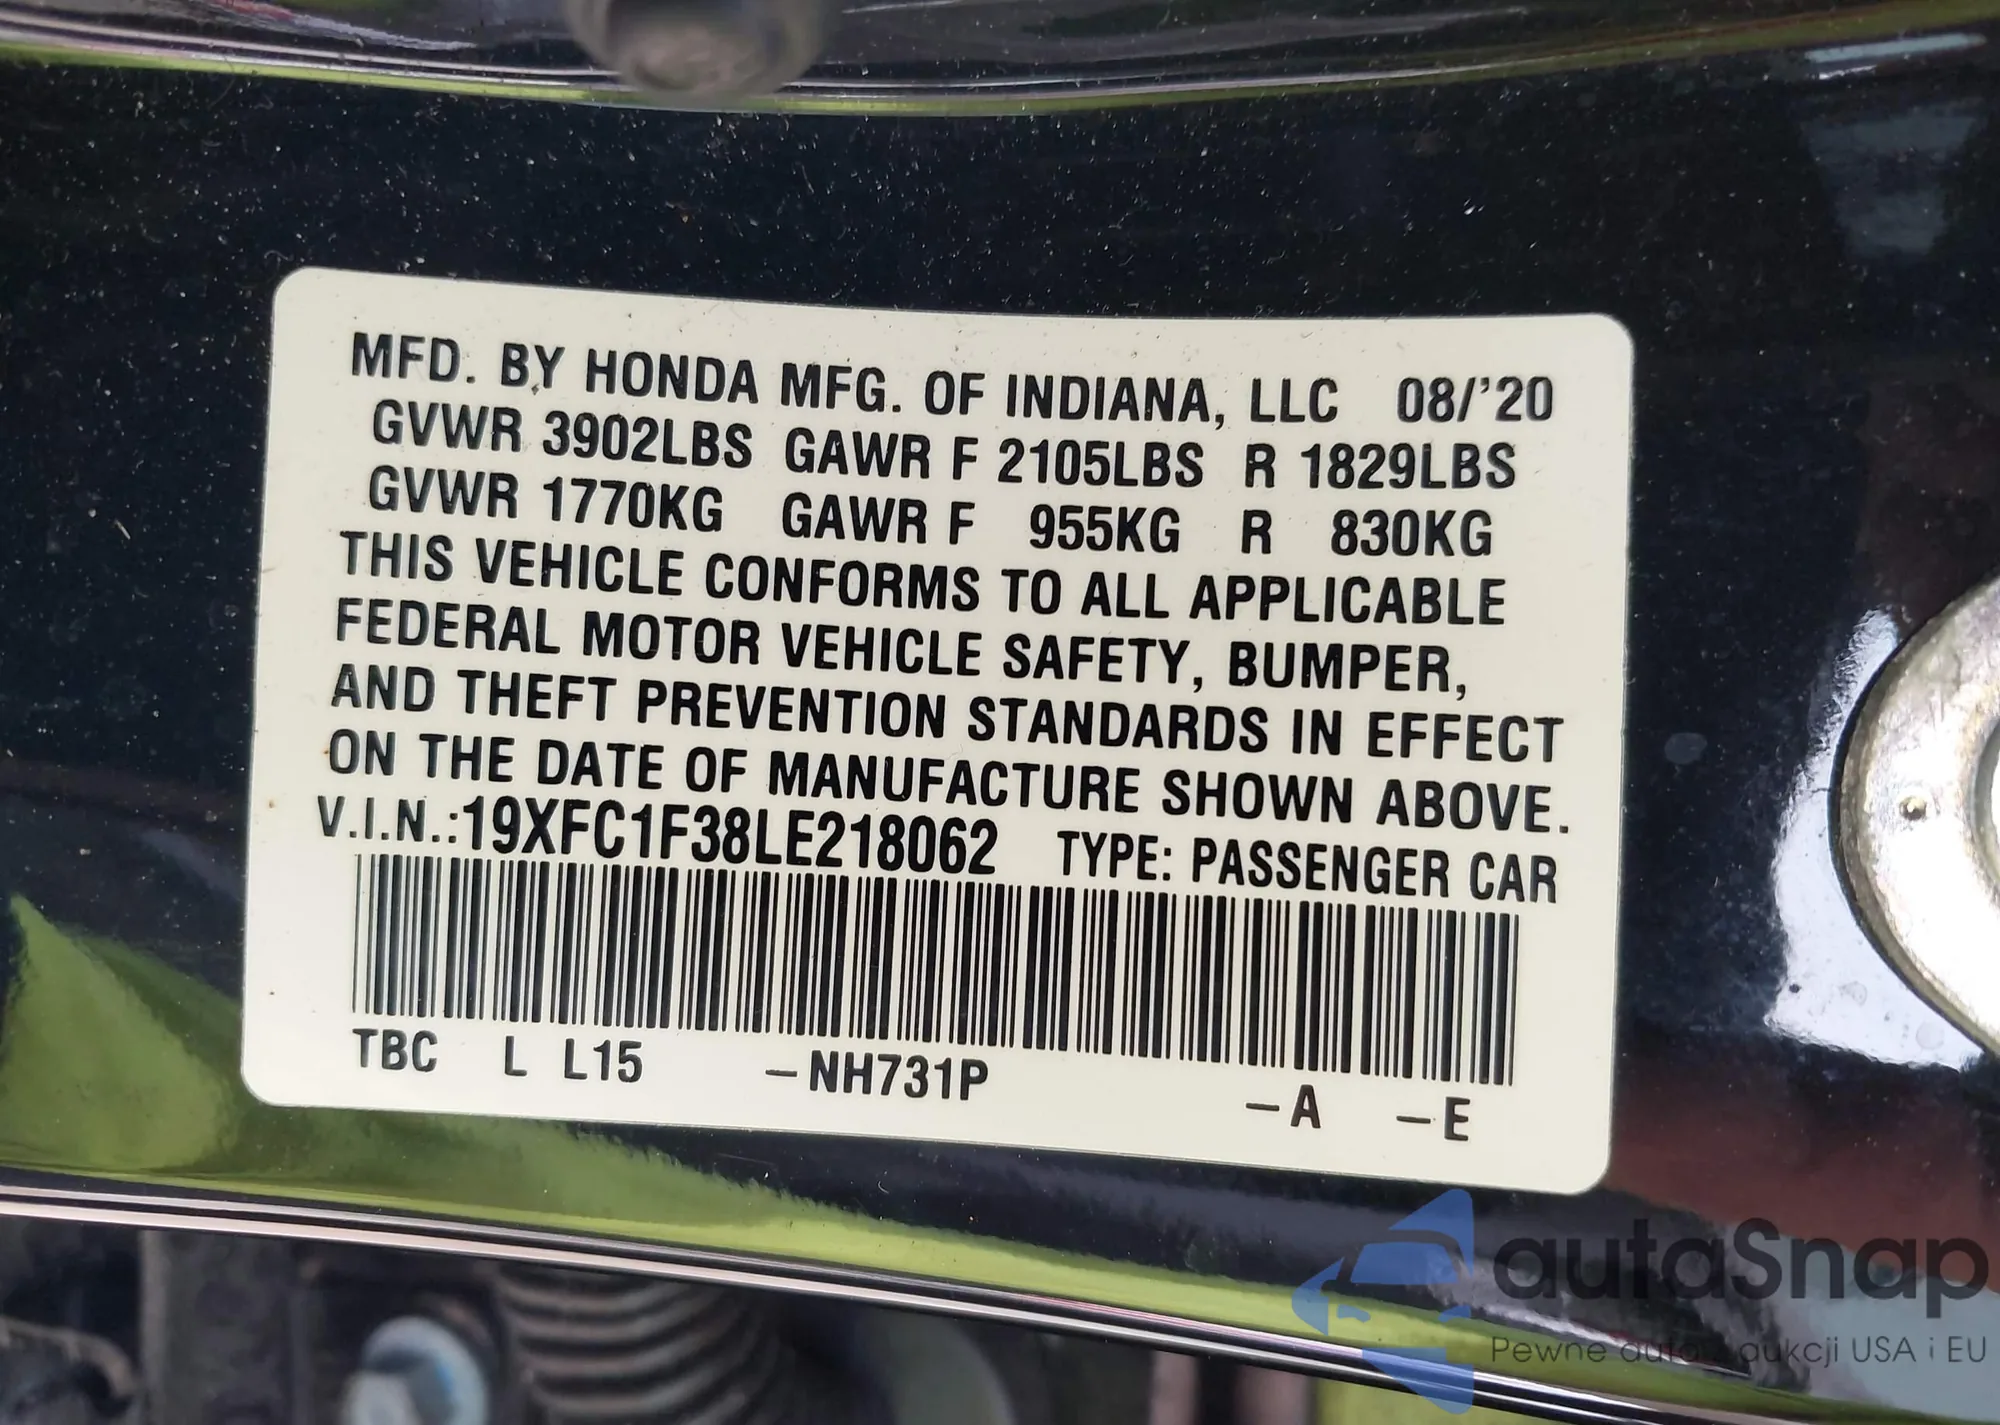 MFD. BY HONDA MFG. OF INDIANA, LLC 08/'20
GVWR 3902LBS GAWR F 2105LBS R 1829LBS
GVWR 1770KG GAWR F 955KG R 830KG
THIS VEHICLE CONFORMS TO ALL APPLICABLE
FEDERAL MOTOR VEHICLE SAFETY, BUMPER,
AND THEFT PREVENTION STANDARDS IN EFFECT
ON THE DATE OF MANUFACTURE SHOWN ABOVE.
V.I.N.:19XFC1F38LE218062 TYPE: PASSENGER CAR
TBC L L15 –NH731P –A –E
autaSnap
Pewne auta z aukcji USA i EU